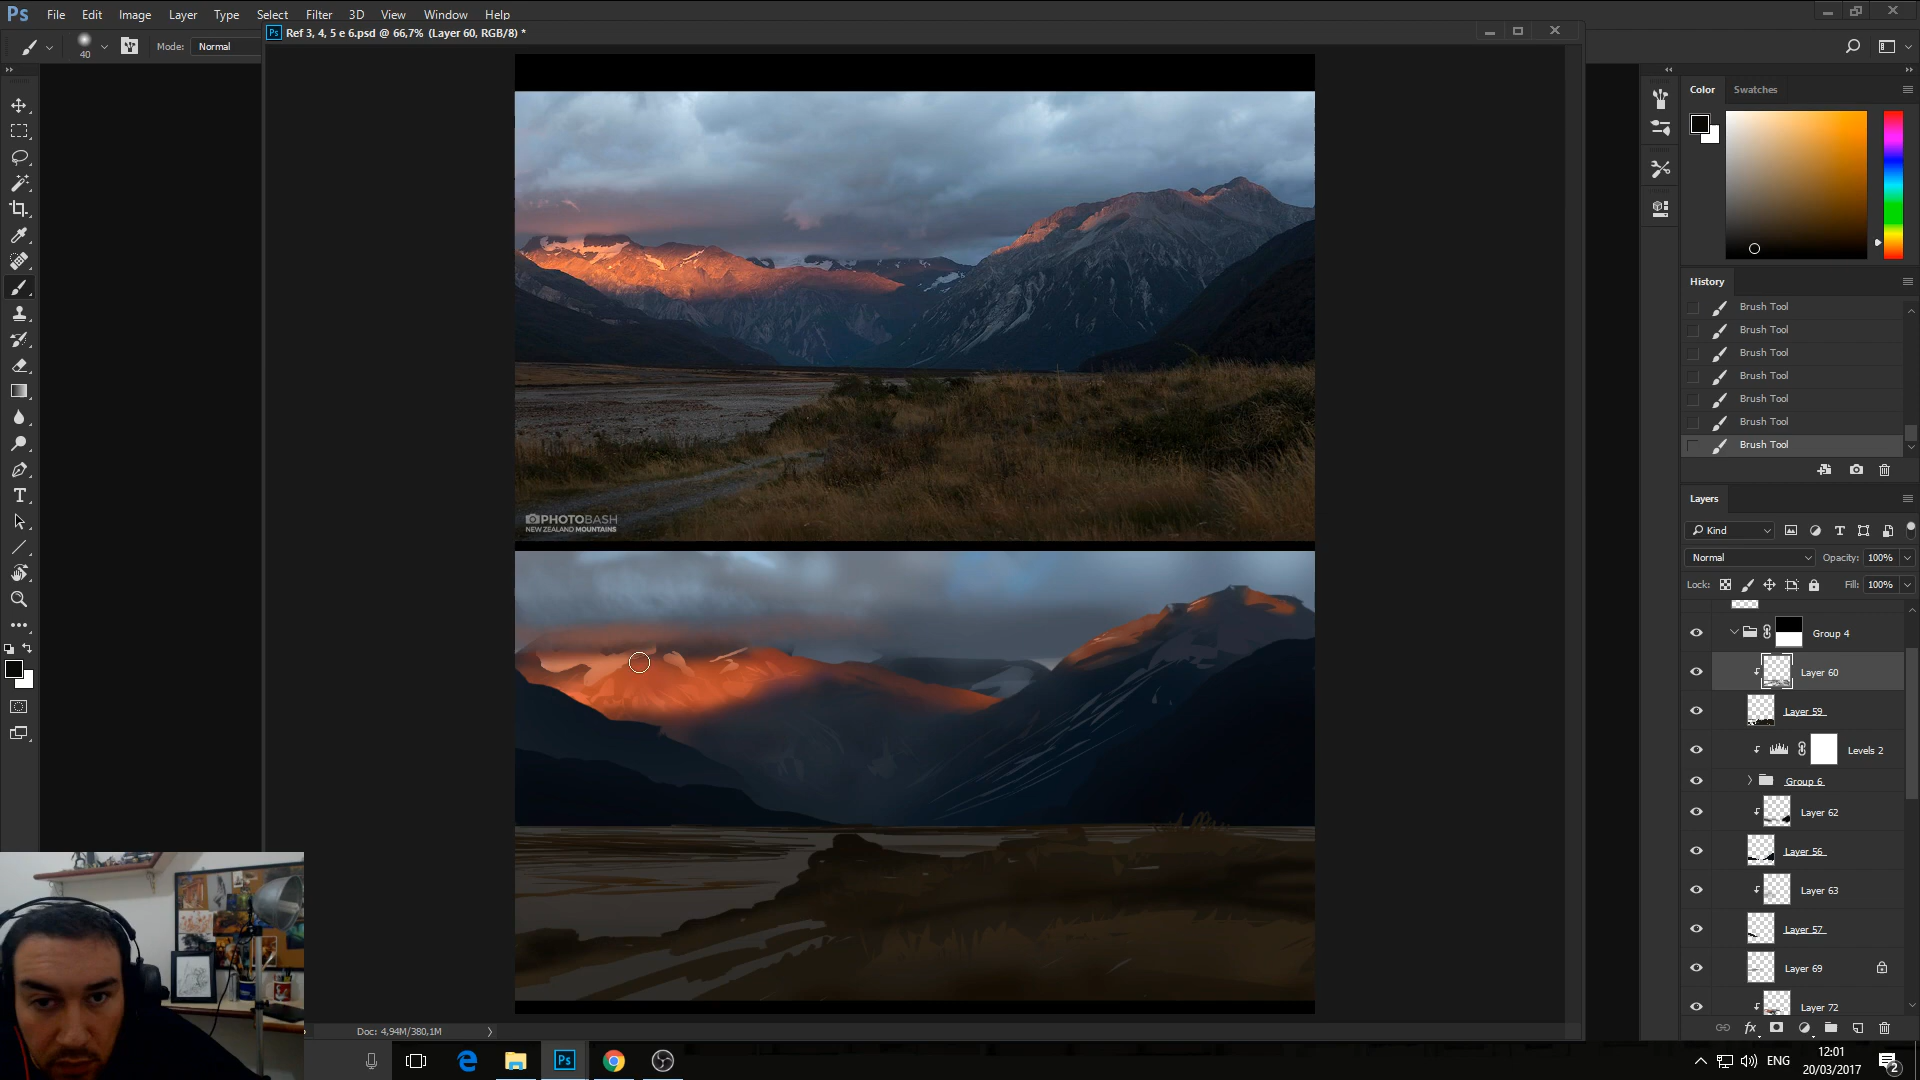 Ps File Edit Image Layer Type Select Filter 3D View Window Help
Ps Ref 3, 4, 5 e 6.psd @ 66,7% (Layer 60, RGB/8) *
40 Mode: Normal
Color Swatches
History
Brush Tool
Brush Tool
Brush Tool
Brush Tool
Brush Tool
Brush Tool
Brush Tool
Layers
Kind
Normal Opacity: 100%
Lock: Fill: 100%
Group 4
Layer 60
Layer 59
Levels 2
Group 6
Layer 62
Layer 56
Layer 63
Layer 57
Layer 69
Layer 72
fx
PHOTOBASH
NEW ZEALAND MOUNTAINS
Doc: 4,94M/380,1M
Ps
ENG
12:01
20/03/2017
2